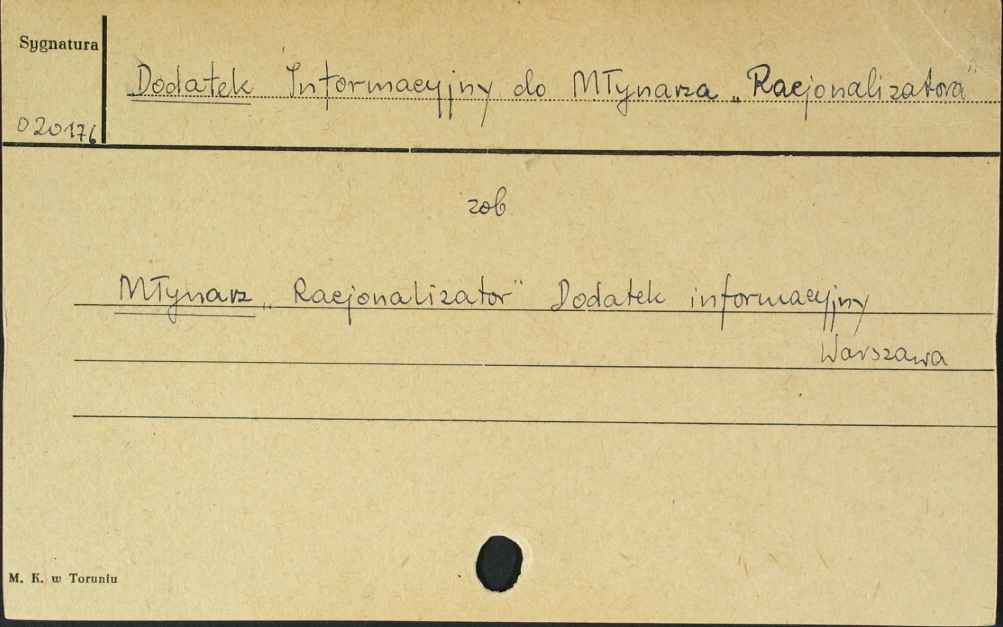 Sygnatura
Dodatek Informacyjny do Młynarza „Racjonalizatora"
020176
zob
Młynarz „Racjonalizator" Dodatek informacyjny
Warszawa
M. K. w Toruniu